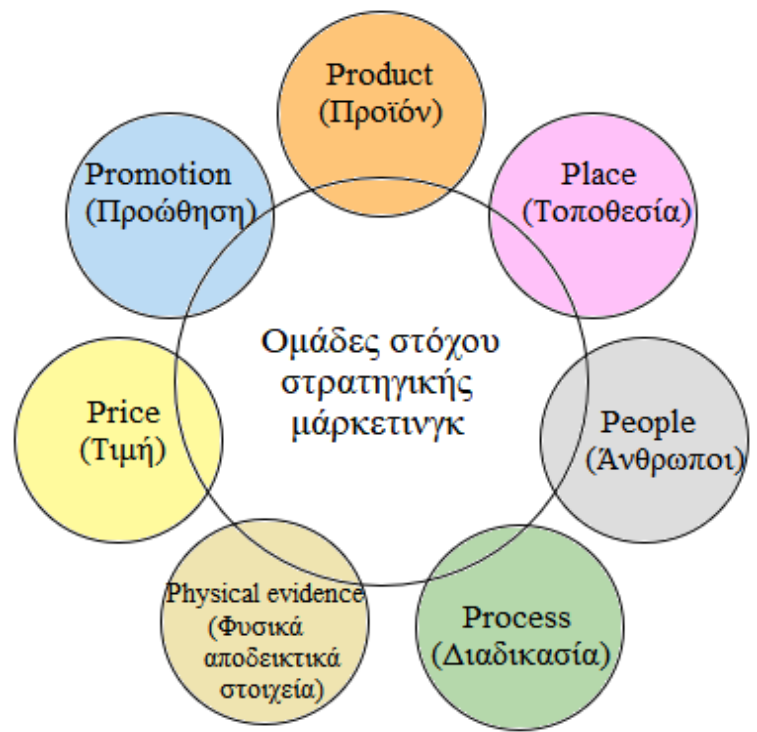 Product
(Προϊόν)
Promotion
(Προώθηση)
Place
(Τοποθεσία)
Ομάδες στόχου
στρατηγικής
μάρκετινγκ
Price
(Τιμή)
People
(Άνθρωποι)
Physical evidence
(Φυσικά
αποδεικτικά
στοιχεία)
Process
(Διαδικασία)